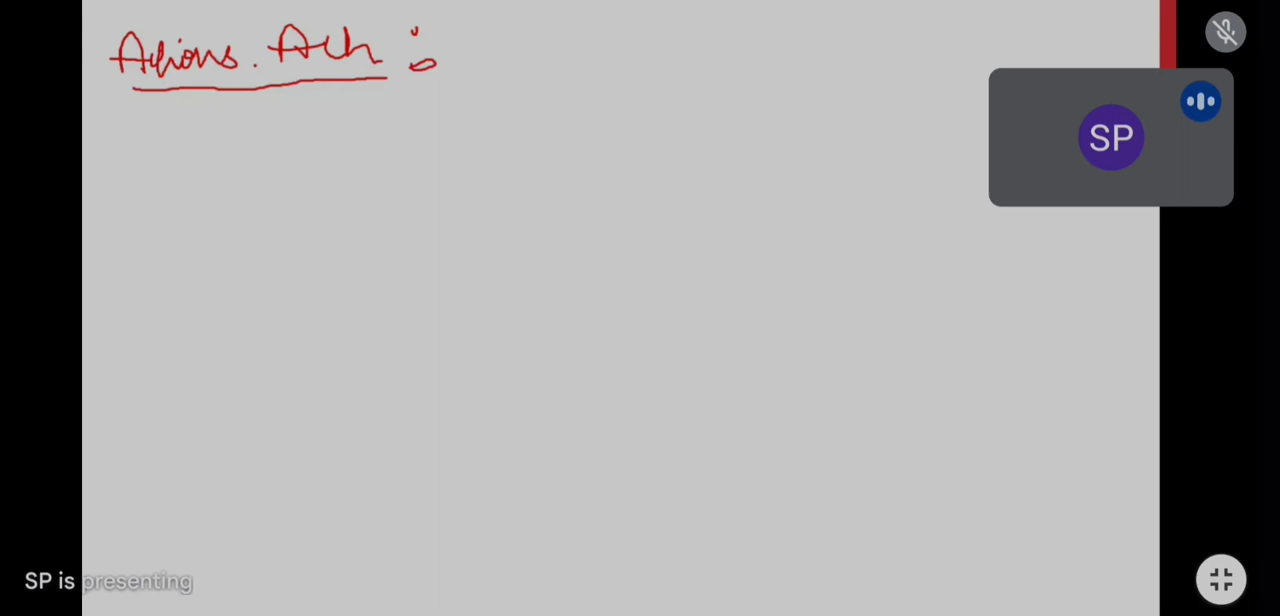 Actions. Ach :
SP
SP is presenting